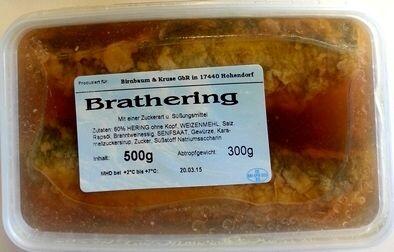 Produziert für: Birnbaum & Kruse GbR in 17440 Hohendorf
Brathering
Mit einer Zuckerart u. Süßungsmittel
Zutaten: 60% HERING ohne Kopf, WEIZENMEHL, Salz,
Rapsöl, Branntweinessig, SENFSAAT, Gewürze, Kara-
mellzuckersirup, Zucker, Süßstoff Natriumsaccharin
Inhalt: 500g Abtropfgewicht: 300g
MHD bei +2°C bis +7°C: 20.03.15